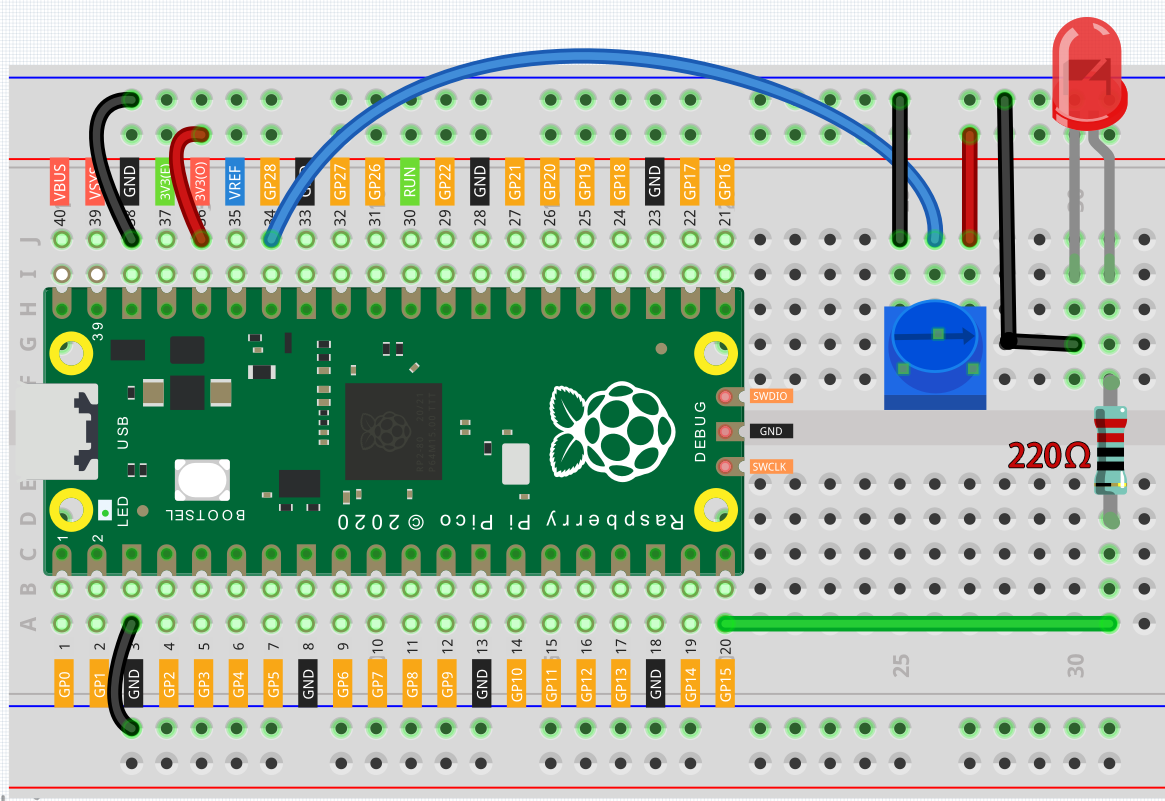 VBUS VSYS GND 3V3(E) 3V3(O) VREF GP28 GP27 GP26 RUN GP22 GND GP21 GP20 GP19 GP18 GND GP17 GP16
40 39 38 37 36 35 34 33 32 31 30 29 28 27 26 25 24 23 22 21
30
J
I
H
39
G
F
SWDIO
USB
DEBUG
GND
220Ω
SWCLK
E
LED
BOOTSEL
Raspberry Pi Pico © 2020
D
1 2
C
B
A
1 2 3 4 5 6 7 8 9 10 11 12 13 14 15 16 17 18 19 20
25 30
GP0 GP1 GND GP2 GP3 GP4 GP5 GND GP6 GP7 GP8 GP9 GND GP10 GP11 GP12 GP13 GND GP14 GP15